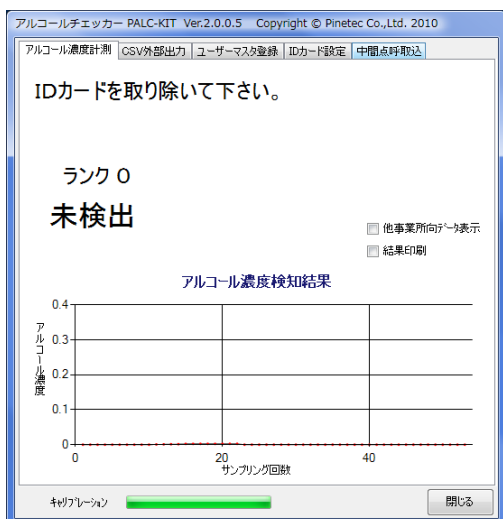 アルコールチェッカー PALC-KIT Ver.2.0.0.5 Copyright © Pinetec Co.,Ltd. 2010
アルコール濃度計測 CSV外部出力 ユーザーマスタ登録 IDカード設定 中間点呼取込
IDカードを取り除いて下さい。
ランク 0
未検出
他事業所向データ表示
結果印刷
アルコール濃度検知結果
アルコール濃度
0.4
0.3
0.2
0.1
0
0 20 40
サンプリング回数
キャリブレーション
閉じる